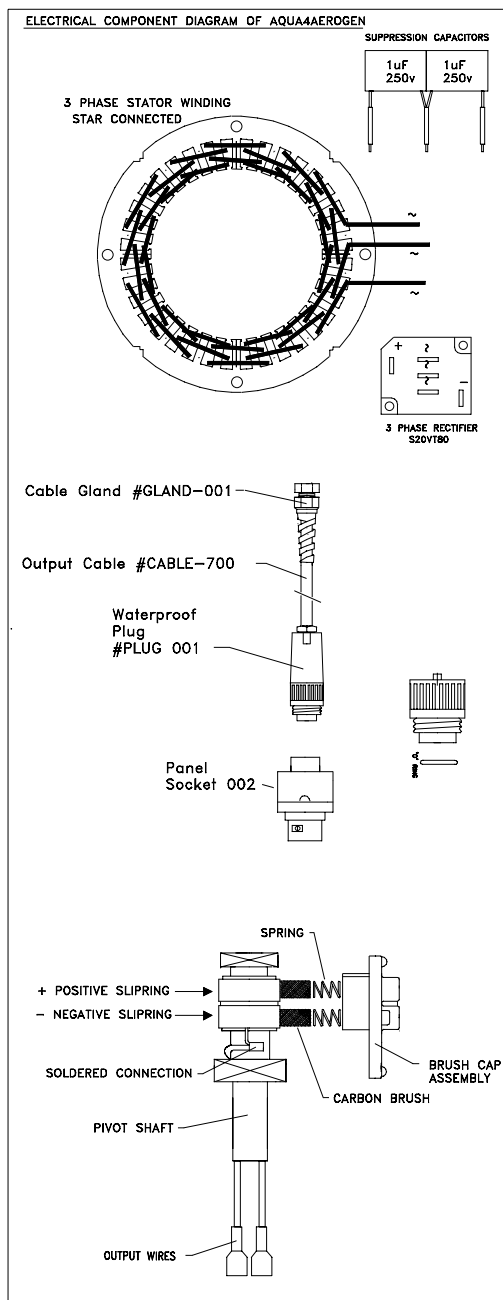 ELECTRICAL COMPONENT DIAGRAM OF AQUA4AEROGEN
SUPPRESSION CAPACITORS
1uF
250v
1uF
250v
3 PHASE STATOR WINDING
STAR CONNECTED
~
~
~
+
~
~
~
−
3 PHASE RECTIFIER
S20VT80
Cable Gland #GLAND-001
Output Cable #CABLE-700
Waterproof
Plug
#PLUG 001
'O' RING
Panel
Socket 002
SPRING
+ POSITIVE SLIPRING
− NEGATIVE SLIPRING
SOLDERED CONNECTION
BRUSH CAP
ASSEMBLY
CARBON BRUSH
PIVOT SHAFT
OUTPUT WIRES